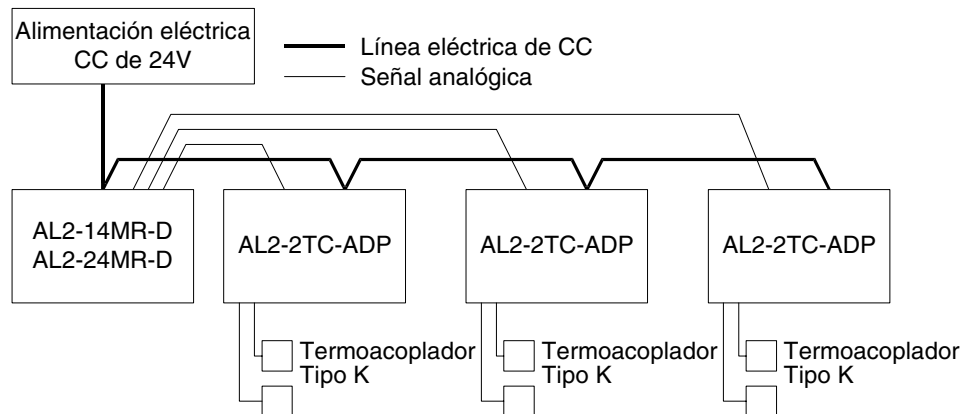 Alimentación eléctrica
CC de 24V
Línea eléctrica de CC
Señal analógica
AL2-14MR-D
AL2-24MR-D
AL2-2TC-ADP
AL2-2TC-ADP
AL2-2TC-ADP
Termoacoplador
Tipo K
Termoacoplador
Tipo K
Termoacoplador
Tipo K